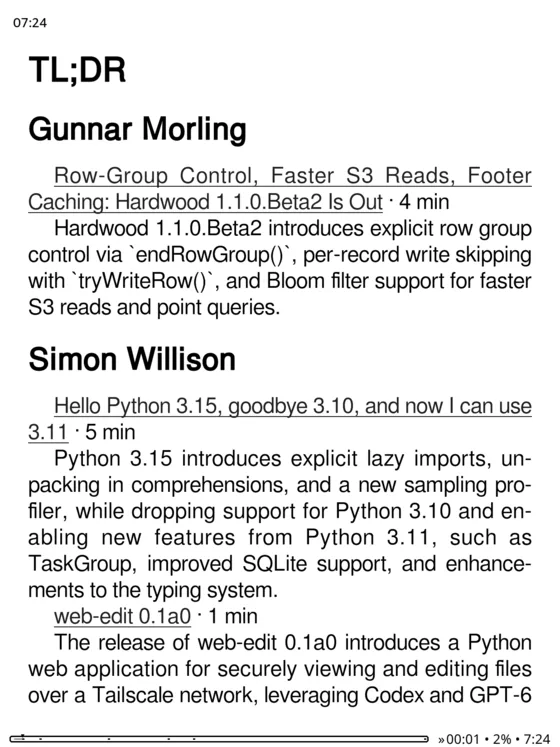 07:24
TL;DR
Gunnar Morling
Row-Group Control, Faster S3 Reads, Footer
Caching: Hardwood 1.1.0.Beta2 Is Out · 4 min
Hardwood 1.1.0.Beta2 introduces explicit row group
control via `endRowGroup()`, per-record write skipping
with `tryWriteRow()`, and Bloom filter support for faster
S3 reads and point queries.
Simon Willison
Hello Python 3.15, goodbye 3.10, and now I can use
3.11 · 5 min
Python 3.15 introduces explicit lazy imports, un-
packing in comprehensions, and a new sampling pro-
filer, while dropping support for Python 3.10 and en-
abling new features from Python 3.11, such as
TaskGroup, improved SQLite support, and enhance-
ments to the typing system.
web-edit 0.1a0 · 1 min
The release of web-edit 0.1a0 introduces a Python
web application for securely viewing and editing files
over a Tailscale network, leveraging Codex and GPT-6
»00:01 • 2% • 7:24